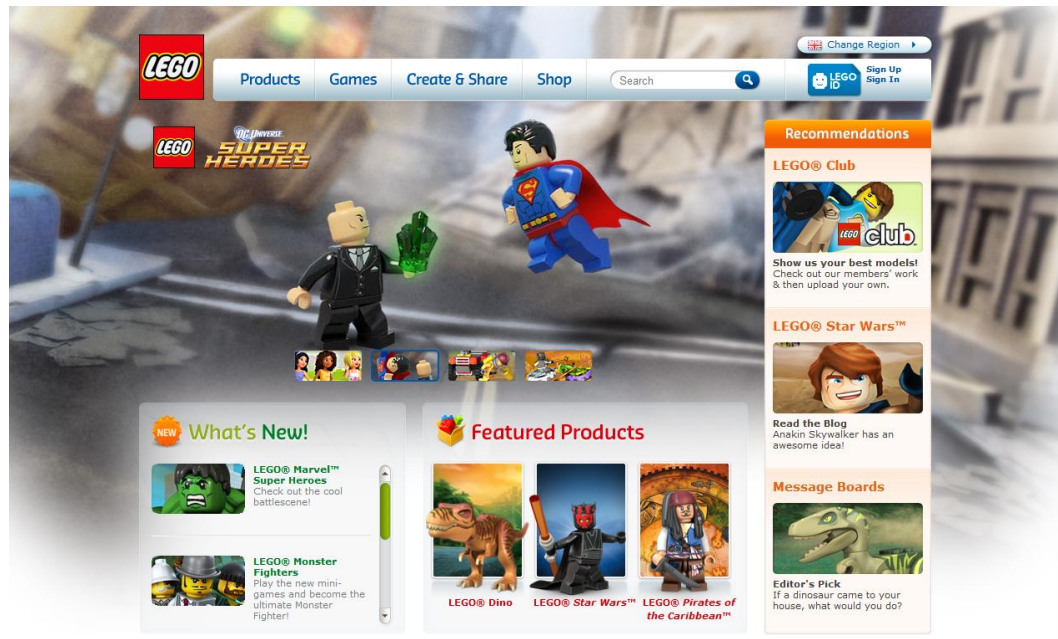 LEGO
Change Region
Products
Games
Create & Share
Shop
Search
LEGO
ID
Sign Up
Sign In
LEGO
DC UNIVERSE
SUPER
HEROES
What's New!
NEW
LEGO® Marvel™
Super Heroes
Check out the cool
battlescene!
LEGO® Monster
Fighters
Play the new mini-
games and become the
ultimate Monster
Fighter!
Featured Products
LEGO® Dino
LEGO® Star Wars™
LEGO® Pirates of
the Caribbean™
Recommendations
LEGO® Club
LEGO club
Show us your best models!
Check out our members' work
& then upload your own.
LEGO® Star Wars™
Read the Blog
Anakin Skywalker has an
awesome idea!
Message Boards
Editor's Pick
If a dinosaur came to your
house, what would you do?